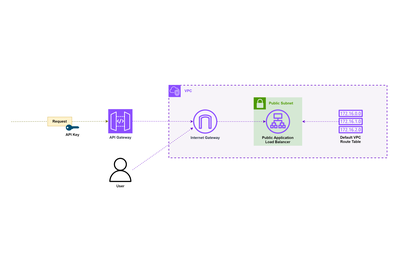 VPC
Public Subnet
Request
API Key
API Gateway
Internet Gateway
Public Application
Load Balancer
172.16.0.0
172.16.1.0
172.16.2.0
Default VPC
Route Table
User